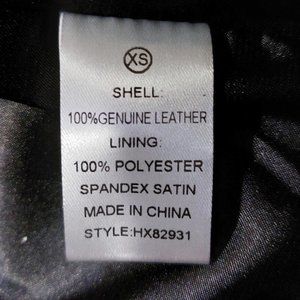 XS
SHELL:
100%GENUINE LEATHER
LINING:
100% POLYESTER
SPANDEX SATIN
MADE IN CHINA
STYLE:HX82931